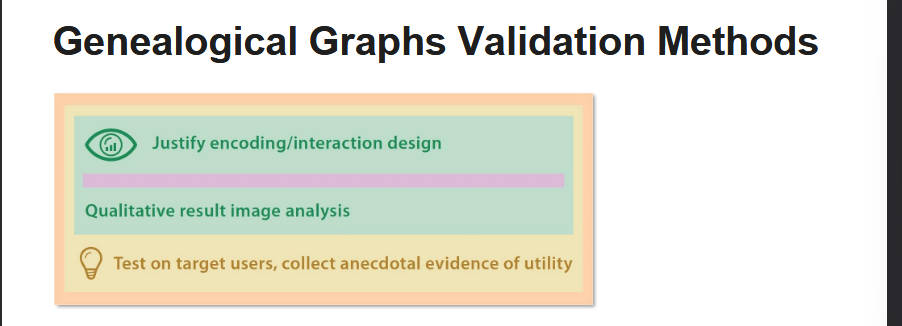 Genealogical Graphs Validation Methods
Justify encoding/interaction design
Qualitative result image analysis
Test on target users, collect anecdotal evidence of utility